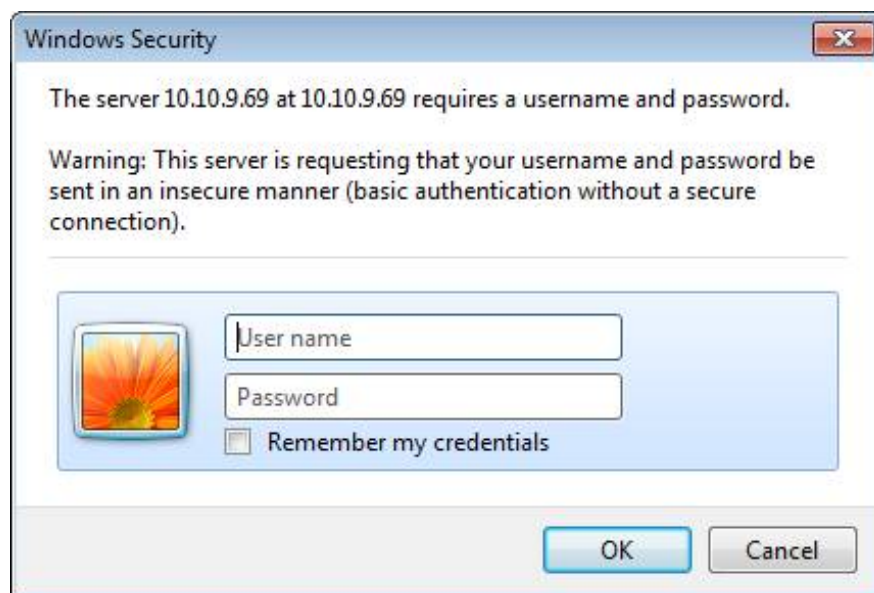 Windows Security
The server 10.10.9.69 at 10.10.9.69 requires a username and password.
Warning: This server is requesting that your username and password be
sent in an insecure manner (basic authentication without a secure
connection).
User name
Password
Remember my credentials
OK
Cancel